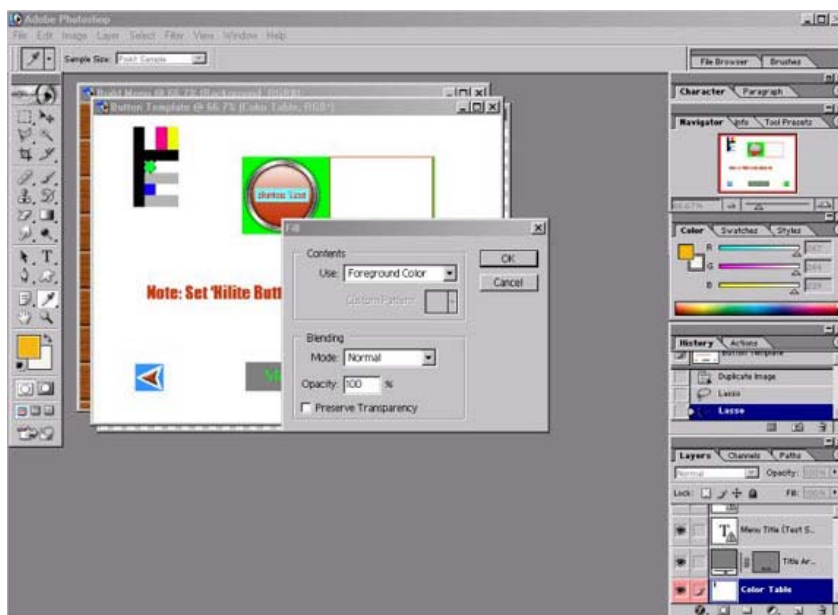 Adobe Photoshop
File Edit Image Layer Select Filter View Window Help
Sample Size: Point Sample
File Browser Brushes
Build Menu @ 66.7% (Background, RGB*)
Button Template @ 66.7% (Color Table, RGB*)
Character Paragraph
Navigator Info Tool Presets
66.67%
Note: Set 'Hilite Butt
Fill
Contents
Use: Foreground Color
Custom Pattern:
Blending
Mode: Normal
Opacity: 100 %
Preserve Transparency
OK
Cancel
Color Swatches Styles
R
G
B
History Actions
Button Template
Duplicate Image
Lasso
Lasso
Layers Channels Paths
Normal Opacity: 100%
Lock: Fill: 100%
Menu Title (Text S...
Title Ar...
Color Table